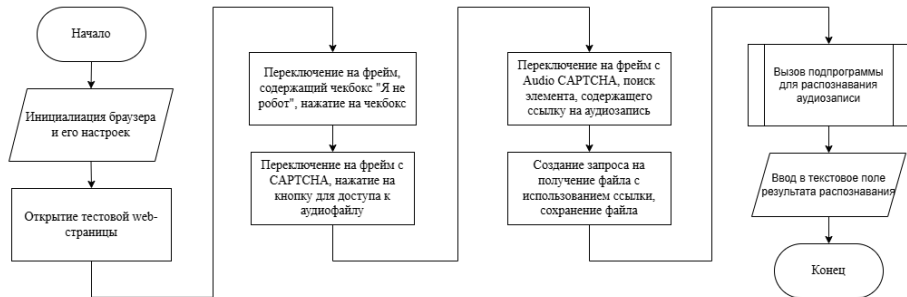 Начало
Инициалиация браузера
и его настроек
Открытие тестовой web-
страницы
Переключение на фрейм,
содержащий чекбокс "Я не
робот", нажатие на чекбокс
Переключение на фрейм с
CAPTCHA, нажатие на
кнопку для доступа к
аудиофайлу
Переключение на фрейм с
Audio CAPTCHA, поиск
элемента, содержащего
ссылку на аудиозапись
Создание запроса на
получение файла с
использованием ссылки,
сохранение файла
Вызов подпрограммы
для распознавания
аудиозаписи
Ввод в текстовое поле
результата распознавания
Конец